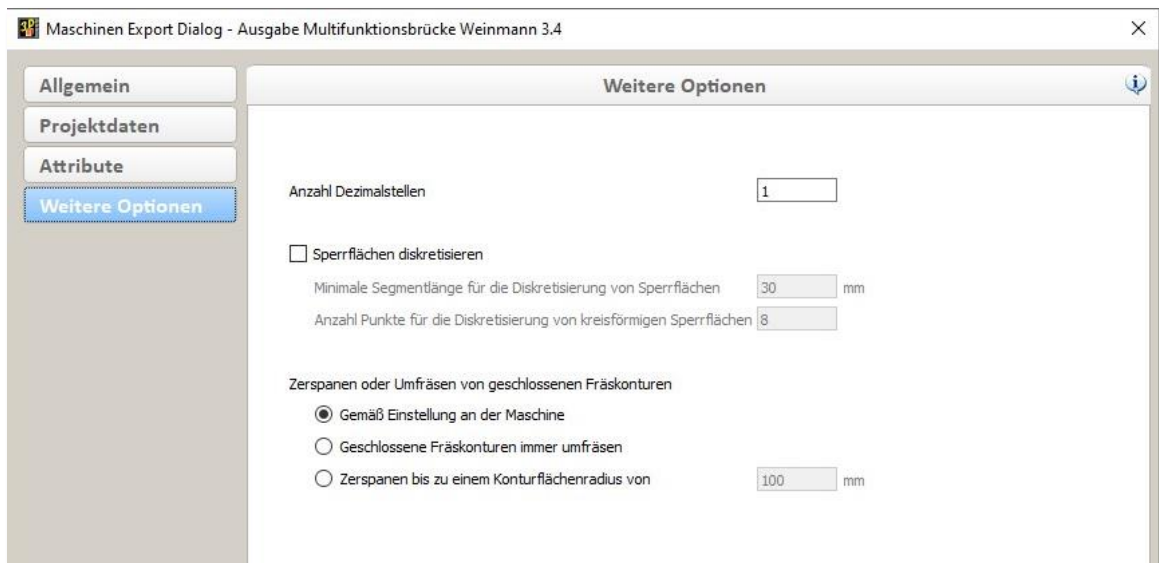 Maschinen Export Dialog - Ausgabe Multifunktionsbrücke Weinmann 3.4
Allgemein
Projektdaten
Attribute
Weitere Optionen
Weitere Optionen
Anzahl Dezimalstellen 1
Sperrflächen diskretisieren
Minimale Segmentlänge für die Diskretisierung von Sperrflächen 30 mm
Anzahl Punkte für die Diskretisierung von kreisförmigen Sperrflächen 8
Zerspanen oder Umfräsen von geschlossenen Fräskonturen
Gemäß Einstellung an der Maschine
Geschlossene Fräskonturen immer umfräsen
Zerspanen bis zu einem Konturflächenradius von 100 mm